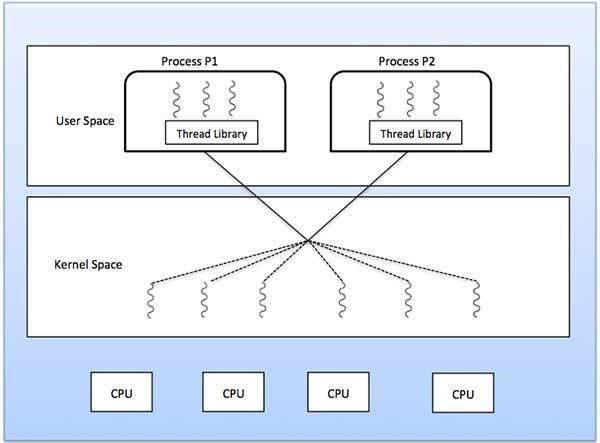 Process P1
Process P2
User Space
Thread Library
Thread Library
Kernel Space
CPU
CPU
CPU
CPU